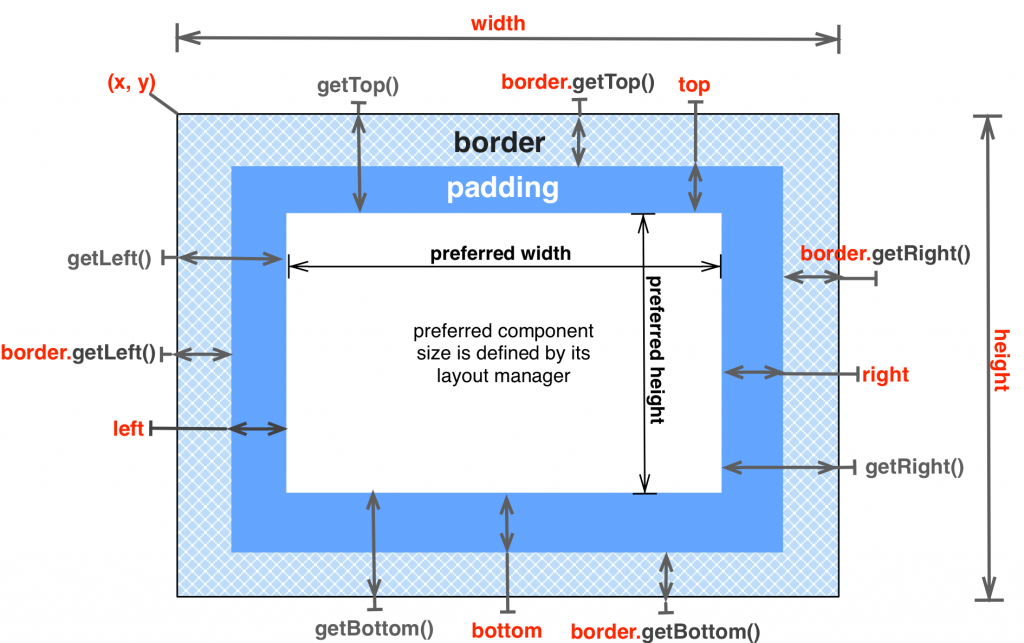 width
(x, y)
getTop()
border.getTop()
top
border
padding
getLeft()
preferred width
border.getRight()
preferred height
preferred component
size is defined by its
layout manager
border.getLeft()
height
right
left
getRight()
getBottom()
bottom
border.getBottom()